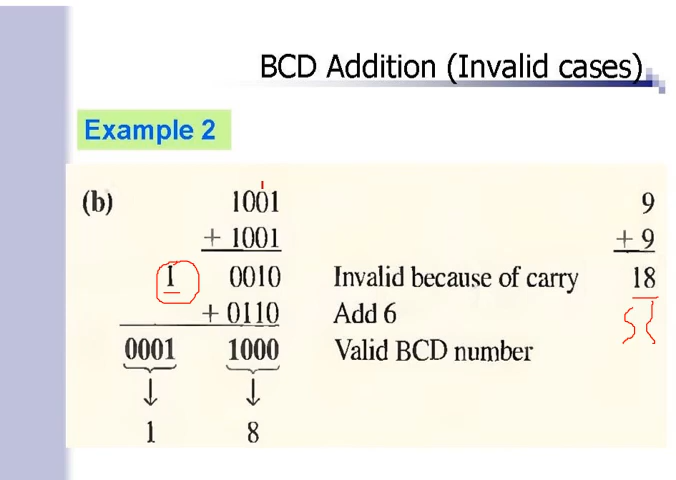 BCD Addition (Invalid cases)
Example 2
(b) 1001 9
+ 1001 + 9
1 0010 Invalid because of carry 18
+ 0110 Add 6
0001 1000 Valid BCD number
1 8